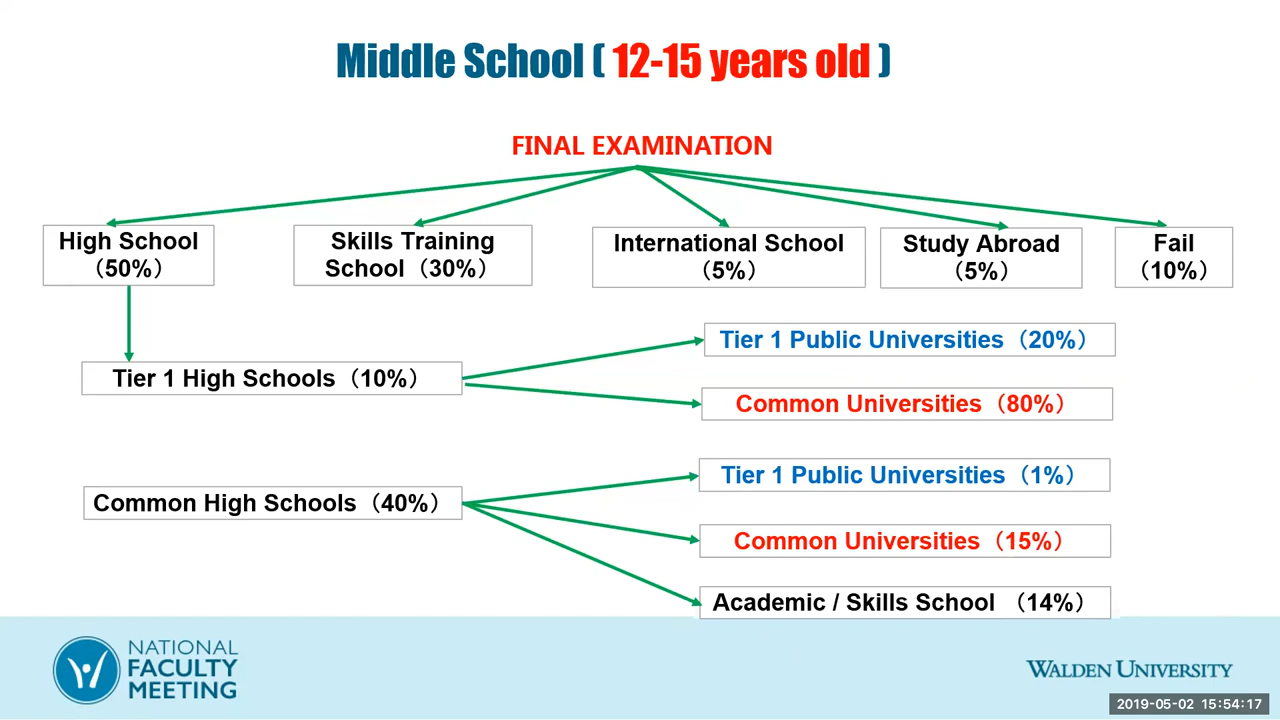 Middle School ( 12-15 years old )
FINAL EXAMINATION
High School
（50%）
Skills Training
School（30%）
International School
（5%）
Study Abroad
（5%）
Fail
（10%）
Tier 1 High Schools（10%）
Tier 1 Public Universities（20%）
Common Universities（80%）
Common High Schools（40%）
Tier 1 Public Universities（1%）
Common Universities（15%）
Academic / Skills School （14%）
NATIONAL
FACULTY
MEETING
WALDEN UNIVERSITY
2019-05-02 15:54:17